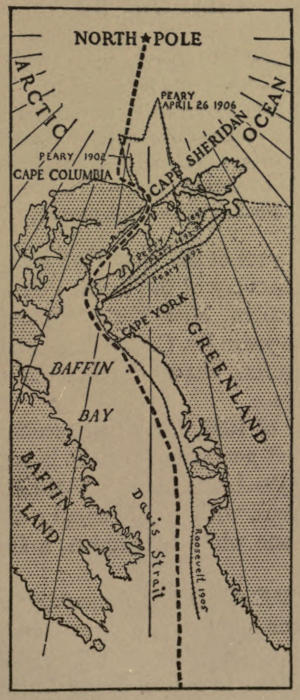 NORTH ★ POLE
ARCTIC
OCEAN
PEARY
APRIL 26 1906
PEARY 1902
CAPE SHERIDAN
CAPE COLUMBIA
Peary
Peary 1892
CAPE YORK
GREENLAND
BAFFIN
BAY
BAFFIN
LAND
Davis Strait
Roosevelt 1905